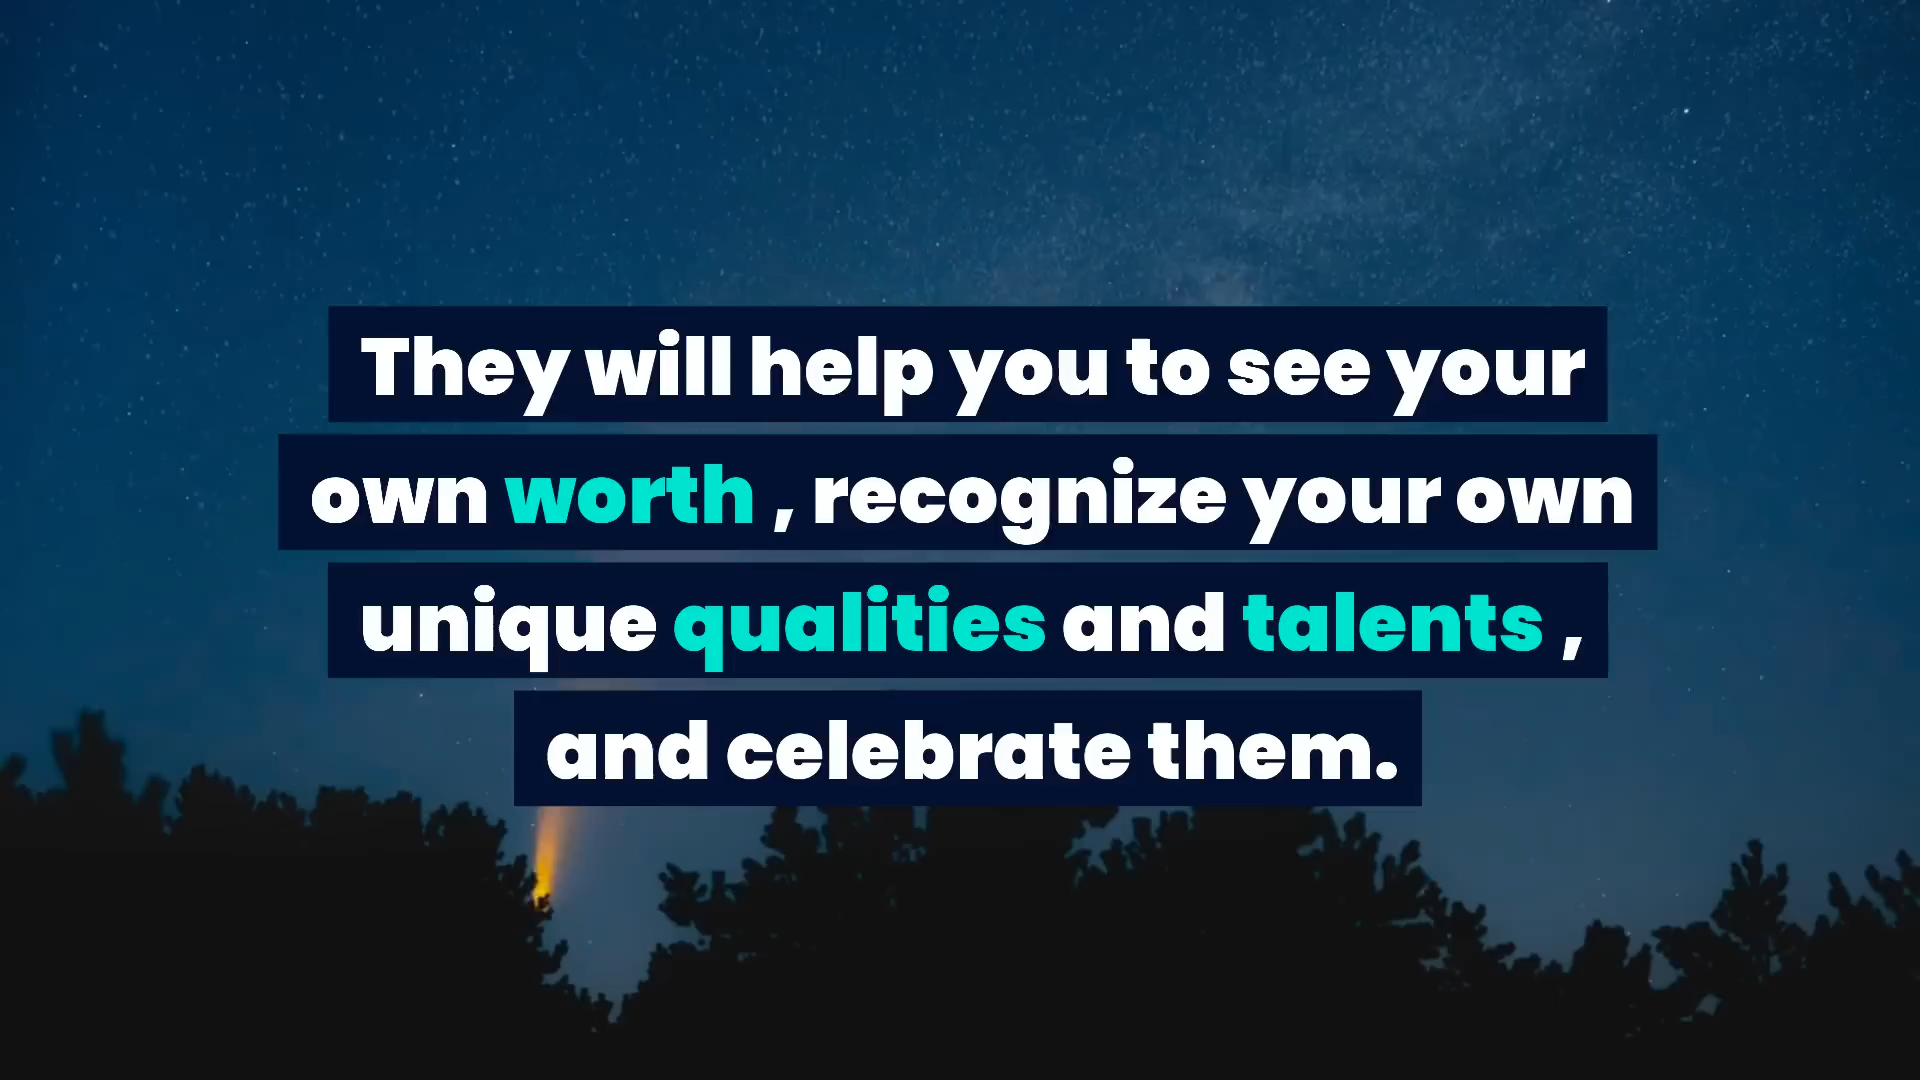 They will help you to see your
own worth , recognize your own
unique qualities and talents ,
and celebrate them.